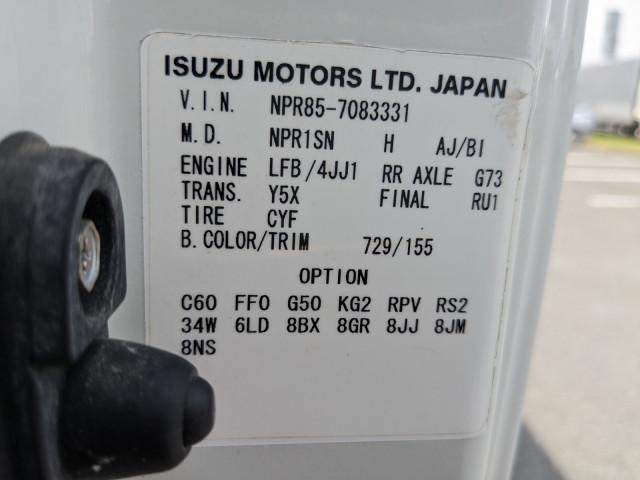 ISUZU MOTORS LTD. JAPAN
V.I.N. NPR85-7083331
M.D. NPR1SN H AJ/BI
ENGINE LFB/4JJ1 RR AXLE G73
TRANS. Y5X FINAL RU1
TIRE CYF
B.COLOR/TRIM 729/155
OPTION
C60 FF0 G50 KG2 RPV RS2
34W 6LD 8BX 8GR 8JJ 8JM
8NS